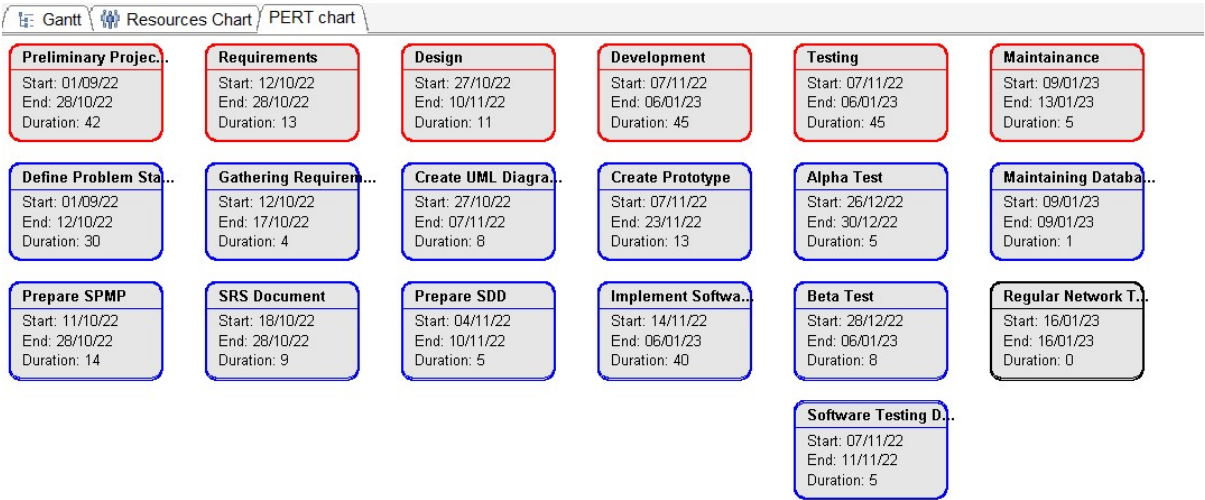 Gantt
Resources Chart
PERT chart
Preliminary Projec...
Start: 01/09/22
End: 28/10/22
Duration: 42
Requirements
Start: 12/10/22
End: 28/10/22
Duration: 13
Design
Start: 27/10/22
End: 10/11/22
Duration: 11
Development
Start: 07/11/22
End: 06/01/23
Duration: 45
Testing
Start: 07/11/22
End: 06/01/23
Duration: 45
Maintainance
Start: 09/01/23
End: 13/01/23
Duration: 5
Define Problem Sta...
Start: 01/09/22
End: 12/10/22
Duration: 30
Gathering Requirem...
Start: 12/10/22
End: 17/10/22
Duration: 4
Create UML Diagra...
Start: 27/10/22
End: 07/11/22
Duration: 8
Create Prototype
Start: 07/11/22
End: 23/11/22
Duration: 13
Alpha Test
Start: 26/12/22
End: 30/12/22
Duration: 5
Maintaining Databa...
Start: 09/01/23
End: 09/01/23
Duration: 1
Prepare SPMP
Start: 11/10/22
End: 28/10/22
Duration: 14
SRS Document
Start: 18/10/22
End: 28/10/22
Duration: 9
Prepare SDD
Start: 04/11/22
End: 10/11/22
Duration: 5
Implement Softwa...
Start: 14/11/22
End: 06/01/23
Duration: 40
Beta Test
Start: 28/12/22
End: 06/01/23
Duration: 8
Regular Network T...
Start: 16/01/23
End: 16/01/23
Duration: 0
Software Testing D...
Start: 07/11/22
End: 11/11/22
Duration: 5